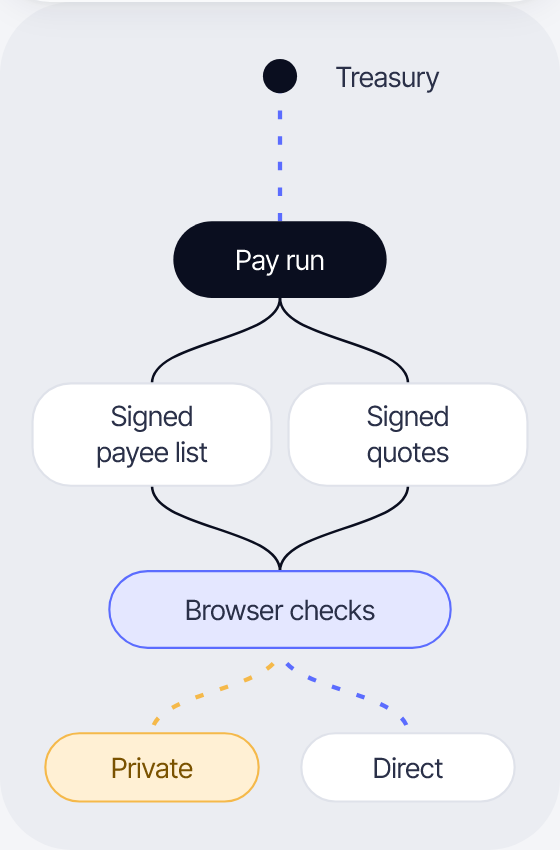 Treasury
Pay run
Signed
payee list
Signed
quotes
Browser checks
Private
Direct